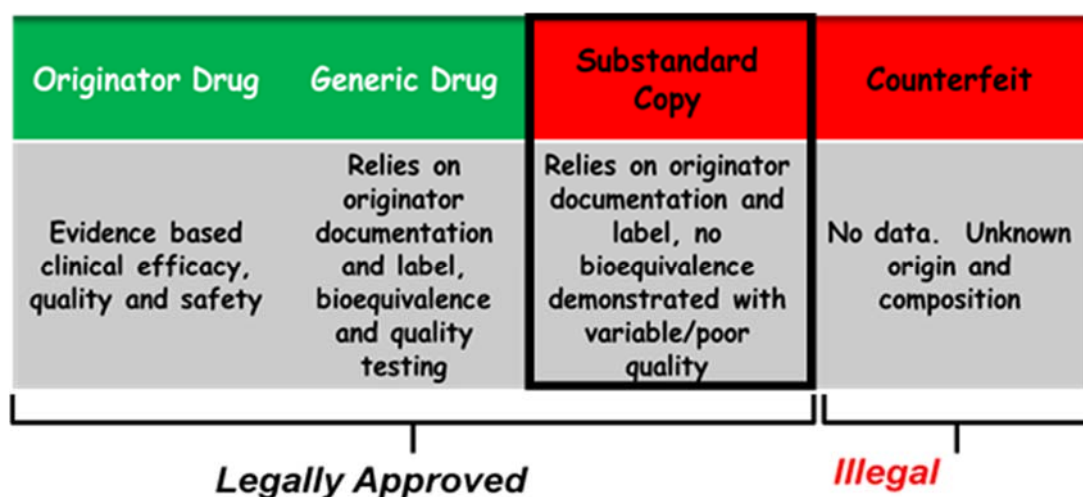 Originator Drug
Generic Drug
Substandard
Copy
Counterfeit
Evidence based
clinical efficacy,
quality and safety
Relies on
originator
documentation
and label,
bioequivalence
and quality
testing
Relies on originator
documentation and
label, no
bioequivalence
demonstrated with
variable/poor
quality
No data. Unknown
origin and
composition
Legally Approved
Illegal